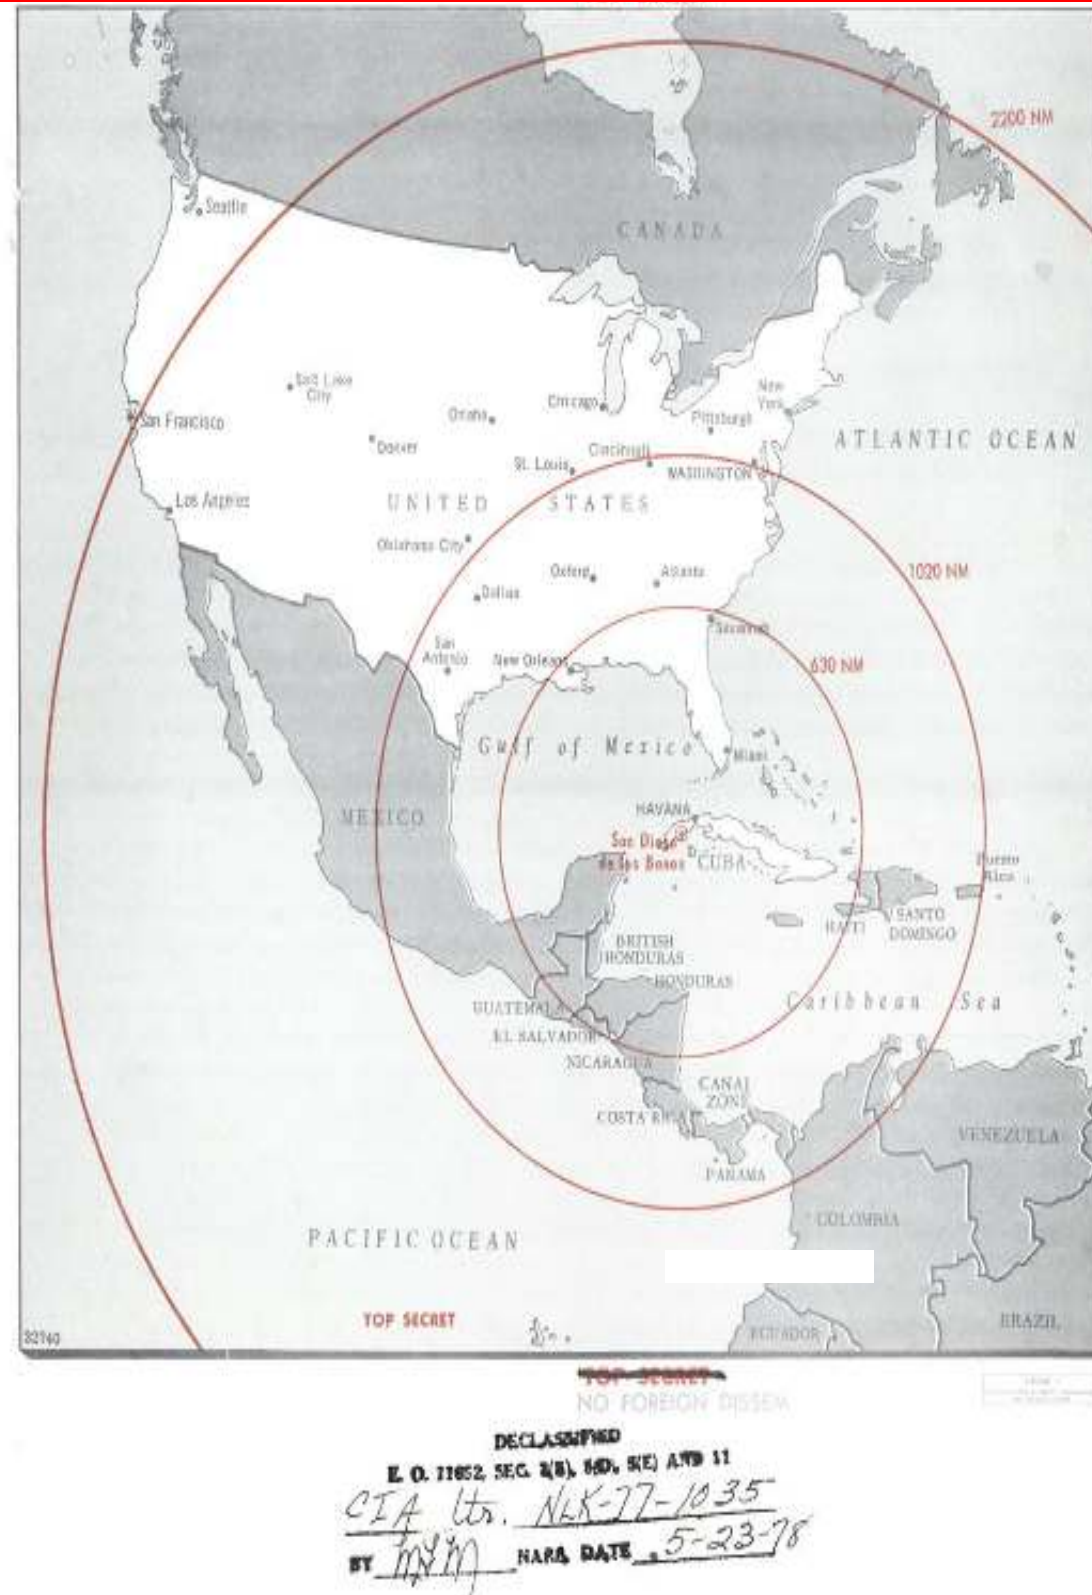 2200 NM
Seattle
CANADA
Salt Lake
City
Chicago
New
York
Omaha
Pittsburgh
San Francisco
Denver
Cincinnati
ATLANTIC OCEAN
St. Louis
WASHINGTON
Los Angeles
UNITED STATES
Oklahoma City
1020 NM
Oxford
Atlanta
Dallas
Savannah
San
Antonio
New Orleans
630 NM
Gulf of Mexico
Miami
HAVANA
MEXICO
San Diego
de los Banos
CUBA
Puerto
Rico
HAITI
SANTO
DOMINGO
BRITISH
HONDURAS
HONDURAS
GUATEMALA
Caribbean Sea
EL SALVADOR
NICARAGUA
CANAL
ZONE
COSTA RICA
VENEZUELA
PANAMA
COLOMBIA
PACIFIC OCEAN
TOP SECRET
32140
ECUADOR
BRAZIL
TOP SECRET
NO FOREIGN DISSEM
DECLASSIFIED
E. O. 11652, SEC. AND 11
CIA ltr. NLK-77-1035
BY MFM NARS, DATE 5-23-78